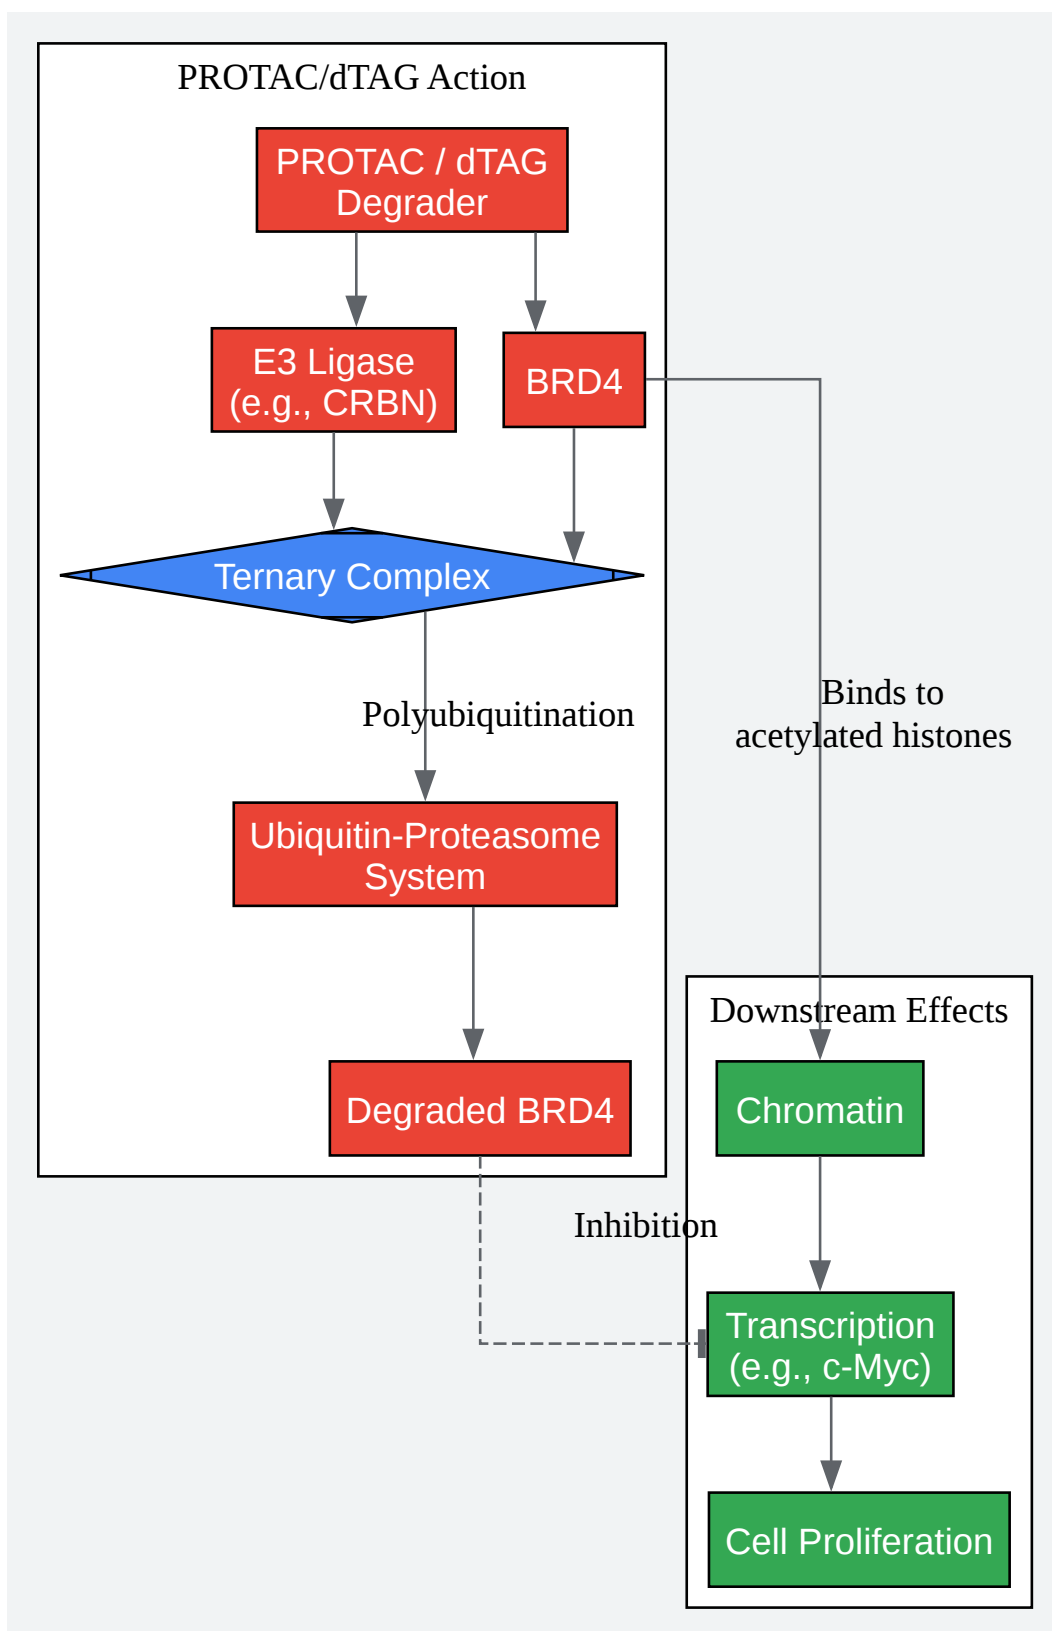 PROTAC/dTAG Action
PROTAC / dTAG
Degrader
E3 Ligase
(e.g., CRBN)
BRD4
Ternary Complex
Binds to
acetylated histones
Polyubiquitination
Ubiquitin-Proteasome
System
Downstream Effects
Degraded BRD4
Chromatin
Inhibition
Transcription
(e.g., c-Myc)
Cell Proliferation